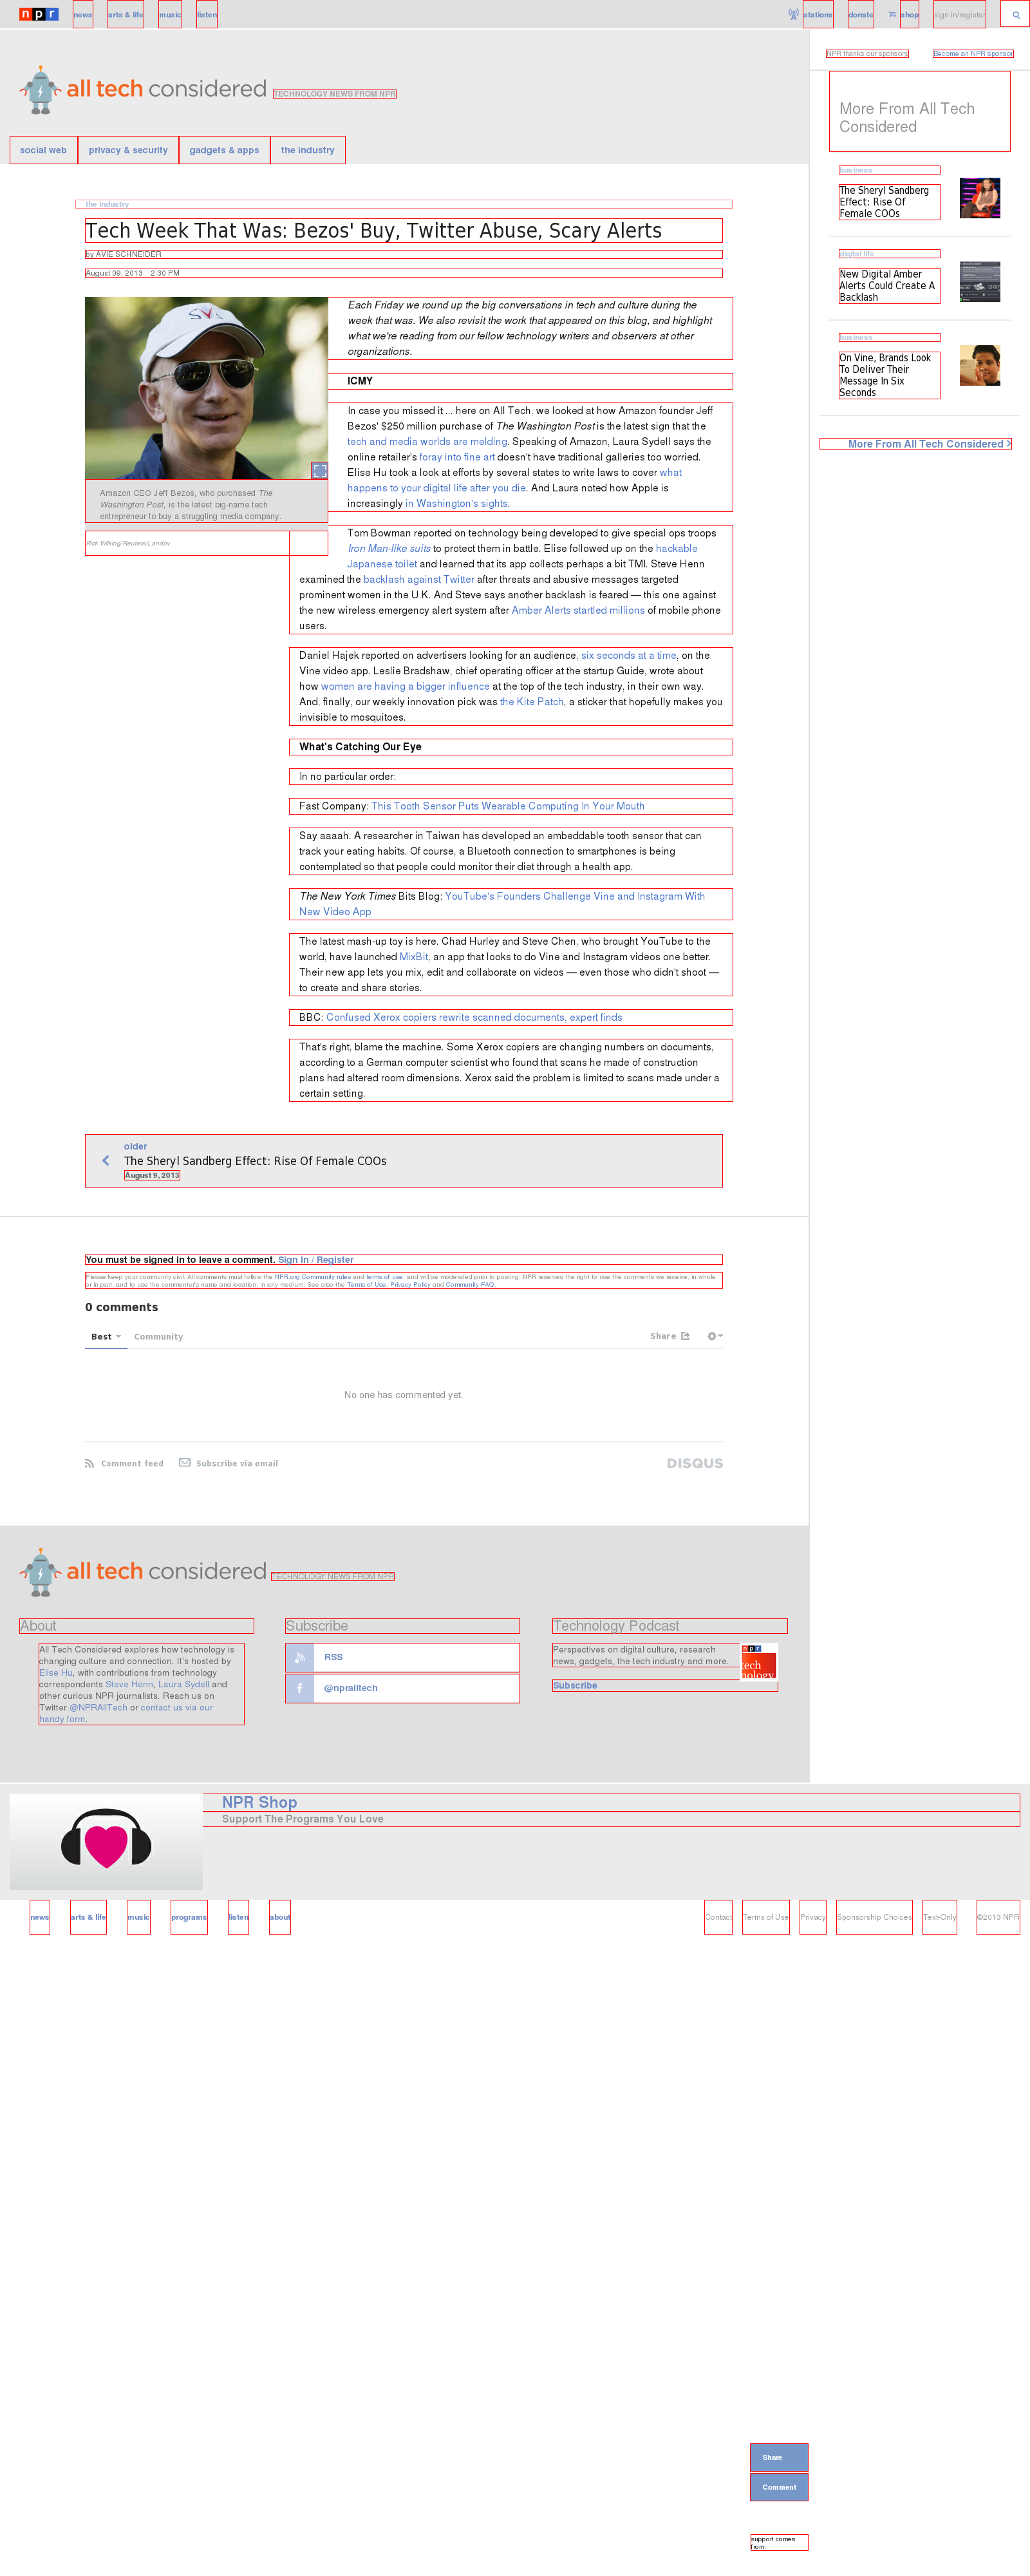 npr
news
arts & life
music
listen
stations
donate
shop
sign in/register
NPR thanks our sponsors
Become an NPR sponsor
all tech considered
TECHNOLOGY NEWS FROM NPR
social web
privacy & security
gadgets & apps
the industry
the industry
Tech Week That Was: Bezos' Buy, Twitter Abuse, Scary Alerts
by AVIE SCHNEIDER
August 09, 2013 2:30 PM
SVS
Amazon CEO Jeff Bezos, who purchased The
Washington Post, is the latest big-name tech
entrepreneur to buy a struggling media company.
Rick Wilking/Reuters/Landov
Each Friday we round up the big conversations in tech and culture during the
week that was. We also revisit the work that appeared on this blog, and highlight
what we're reading from our fellow technology writers and observers at other
organizations.
ICMY
In case you missed it ... here on All Tech, we looked at how Amazon founder Jeff
Bezos' $250 million purchase of The Washington Post is the latest sign that the
tech and media worlds are melding. Speaking of Amazon, Laura Sydell says the
online retailer's foray into fine art doesn't have traditional galleries too worried.
Elise Hu took a look at efforts by several states to write laws to cover what
happens to your digital life after you die. And Laura noted how Apple is
increasingly in Washington's sights.
Tom Bowman reported on technology being developed to give special ops troops
Iron Man-like suits to protect them in battle. Elise followed up on the hackable
Japanese toilet and learned that its app collects perhaps a bit TMI. Steve Henn
examined the backlash against Twitter after threats and abusive messages targeted
prominent women in the U.K. And Steve says another backlash is feared — this one against
the new wireless emergency alert system after Amber Alerts startled millions of mobile phone
users.
Daniel Hajek reported on advertisers looking for an audience, six seconds at a time, on the
Vine video app. Leslie Bradshaw, chief operating officer at the startup Guide, wrote about
how women are having a bigger influence at the top of the tech industry, in their own way.
And, finally, our weekly innovation pick was the Kite Patch, a sticker that hopefully makes you
invisible to mosquitoes.
What's Catching Our Eye
In no particular order:
Fast Company: This Tooth Sensor Puts Wearable Computing In Your Mouth
Say aaaah. A researcher in Taiwan has developed an embeddable tooth sensor that can
track your eating habits. Of course, a Bluetooth connection to smartphones is being
contemplated so that people could monitor their diet through a health app.
The New York Times Bits Blog: YouTube's Founders Challenge Vine and Instagram With
New Video App
The latest mash-up toy is here. Chad Hurley and Steve Chen, who brought YouTube to the
world, have launched MixBit, an app that looks to do Vine and Instagram videos one better.
Their new app lets you mix, edit and collaborate on videos — even those who didn't shoot —
to create and share stories.
BBC: Confused Xerox copiers rewrite scanned documents, expert finds
That's right, blame the machine. Some Xerox copiers are changing numbers on documents,
according to a German computer scientist who found that scans he made of construction
plans had altered room dimensions. Xerox said the problem is limited to scans made under a
certain setting.
older
The Sheryl Sandberg Effect: Rise Of Female COOs
August 9, 2013
More From All Tech
Considered
business
The Sheryl Sandberg
Effect: Rise Of
Female COOs
digital life
New Digital Amber
Alerts Could Create A
Backlash
business
On Vine, Brands Look
To Deliver Their
Message In Six
Seconds
More From All Tech Considered
You must be signed in to leave a comment. Sign in / Register
Please keep your community civil. All comments must follow the NPR.org Community rules and terms of use, and will be moderated prior to posting. NPR reserves the right to use the comments we receive, in whole
or in part, and to use the commenter's name and location, in any medium. See also the Terms of Use, Privacy Policy and Community FAQ.
0 comments
Best
Community
Share
No one has commented yet.
Comment feed
Subscribe via email
DISQUS
all tech considered
TECHNOLOGY NEWS FROM NPR
About
All Tech Considered explores how technology is
changing culture and connection. It's hosted by
Elise Hu, with contributions from technology
correspondents Steve Henn, Laura Sydell and
other curious NPR journalists. Reach us on
Twitter @NPRAllTech or contact us via our
handy form.
Subscribe
RSS
@npralltech
Technology Podcast
Perspectives on digital culture, research
news, gadgets, the tech industry and more.
Subscribe
npr
tech
nology
NPR Shop
Support The Programs You Love
news
arts & life
music
programs
listen
about
Contact
Terms of Use
Privacy
Sponsorship Choices
Text-Only
©2013 NPR
Share
Comment
support comes
from: